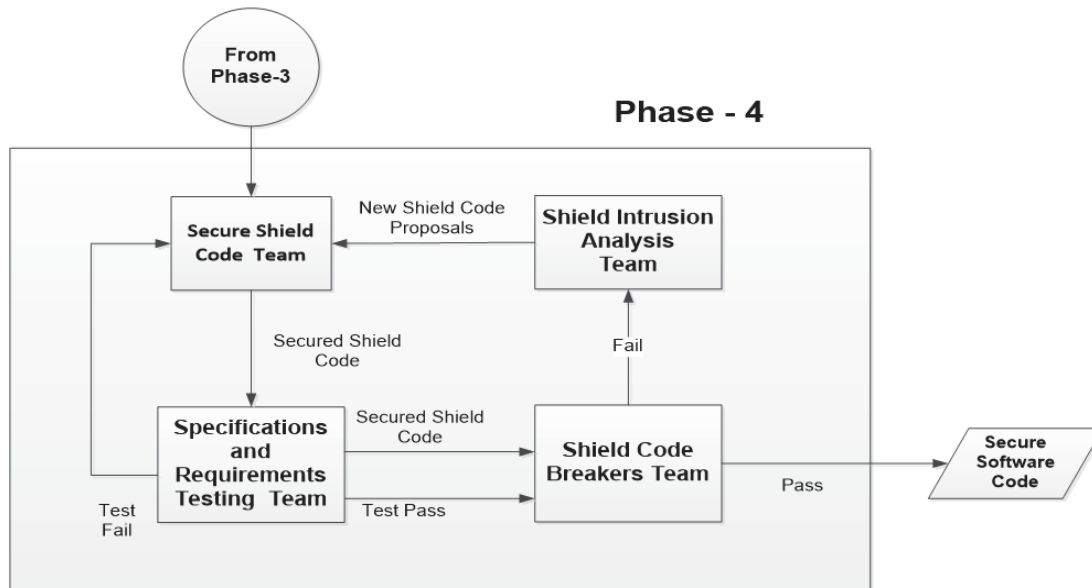 From
Phase-3
Phase - 4
Secure Shield
Code Team
New Shield Code
Proposals
Shield Intrusion
Analysis
Team
Secured Shield
Code
Fail
Specifications
and
Requirements
Testing Team
Secured Shield
Code
Shield Code
Breakers Team
Secure
Software
Code
Pass
Test
Fail
Test Pass